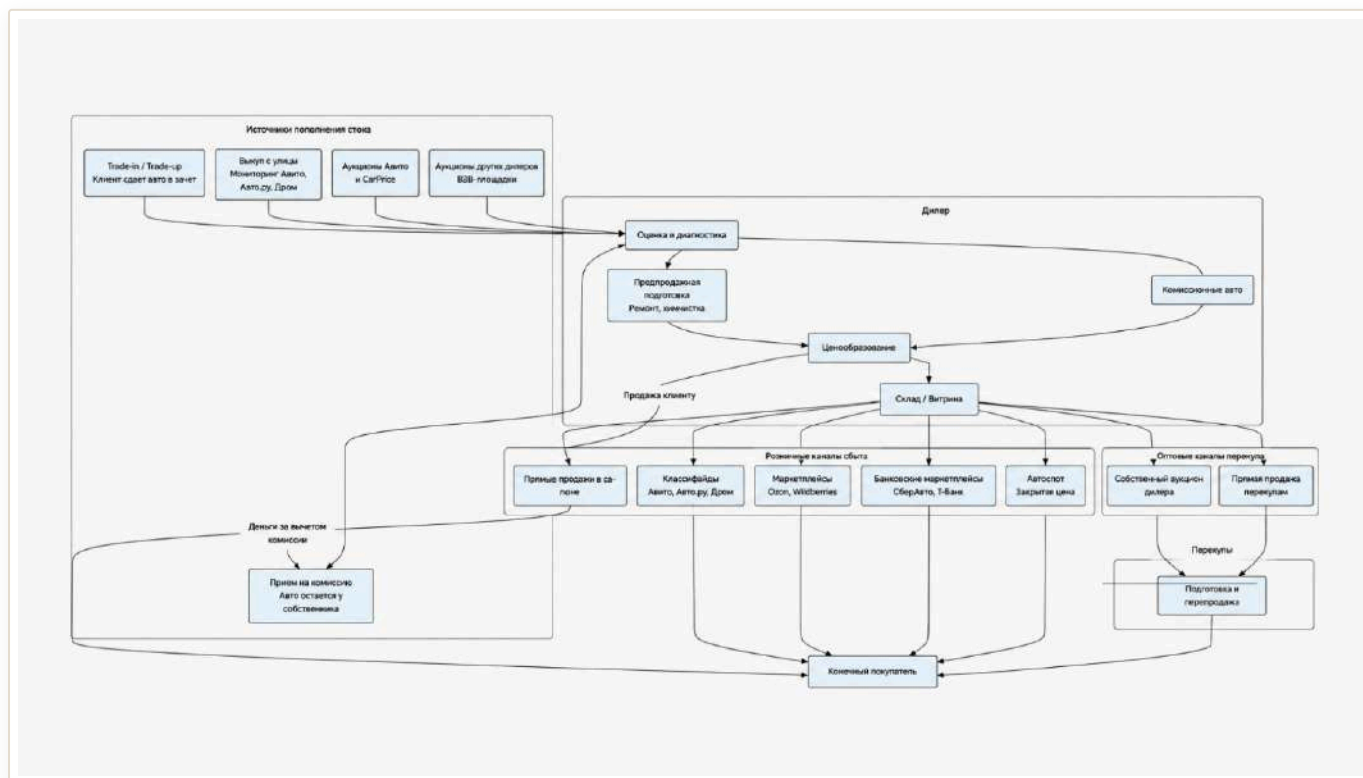 Источники пополнения стока
Trade-in / Trade-up
Клиент сдает авто в зачет
Выкуп с улицы
Мониторинг Авито,
Авто.ру, Дром
Аукционы Авито
и CarPrice
Аукционы других дилеров
B2B-площадки
Дилер
Оценка и диагностика
Предпродажная
подготовка
Ремонт, химчистка
Комиссионные авто
Ценообразование
Продажа клиенту
Склад / Витрина
Розничные каналы сбыта
Прямые продажи в са-
лоне
Классифайды
Авито, Авто.ру, Дром
Маркетплейсы
Ozon, Wildberries
Банковские маркетплейсы
СберАвто, Т-Банк
Автоспот
Закрытая цена
Оптовые каналы перекупа
Собственный аукцион
дилера
Прямая продажа
перекупам
Деньги за вычетом
комиссии
Прием на комиссию
Авто остается у
собственника
Перекупы
Подготовка и
перепродажа
Конечный покупатель